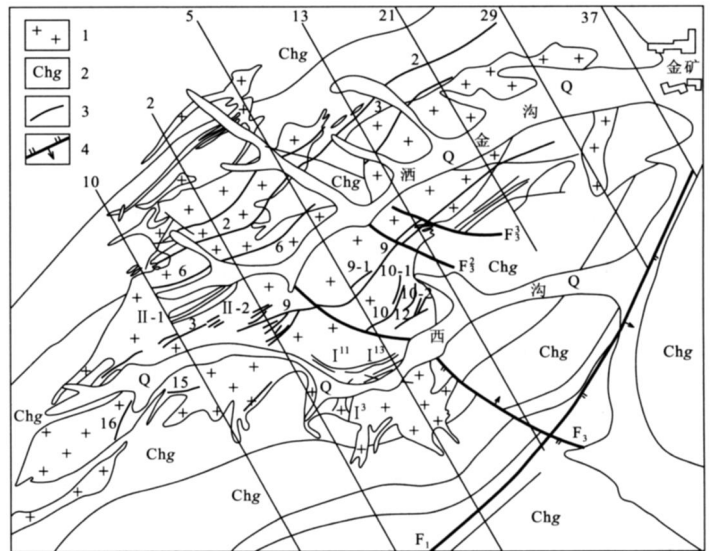 5
13
21
29
37
1
Chg
2
3
4
Chg
2
Q
金矿
沟
金
洒
3
Q
2
Chg
10
2
6
9
F₃³
F₃²
Chg
6
9-1
10-1
沟
Q
II-1
II-2
9
10-2
10
12
3
西
I¹¹
I¹³
Chg
Chg
Q
15
Q
I³
Chg
16
Chg
F₃
Chg
Chg
F₁